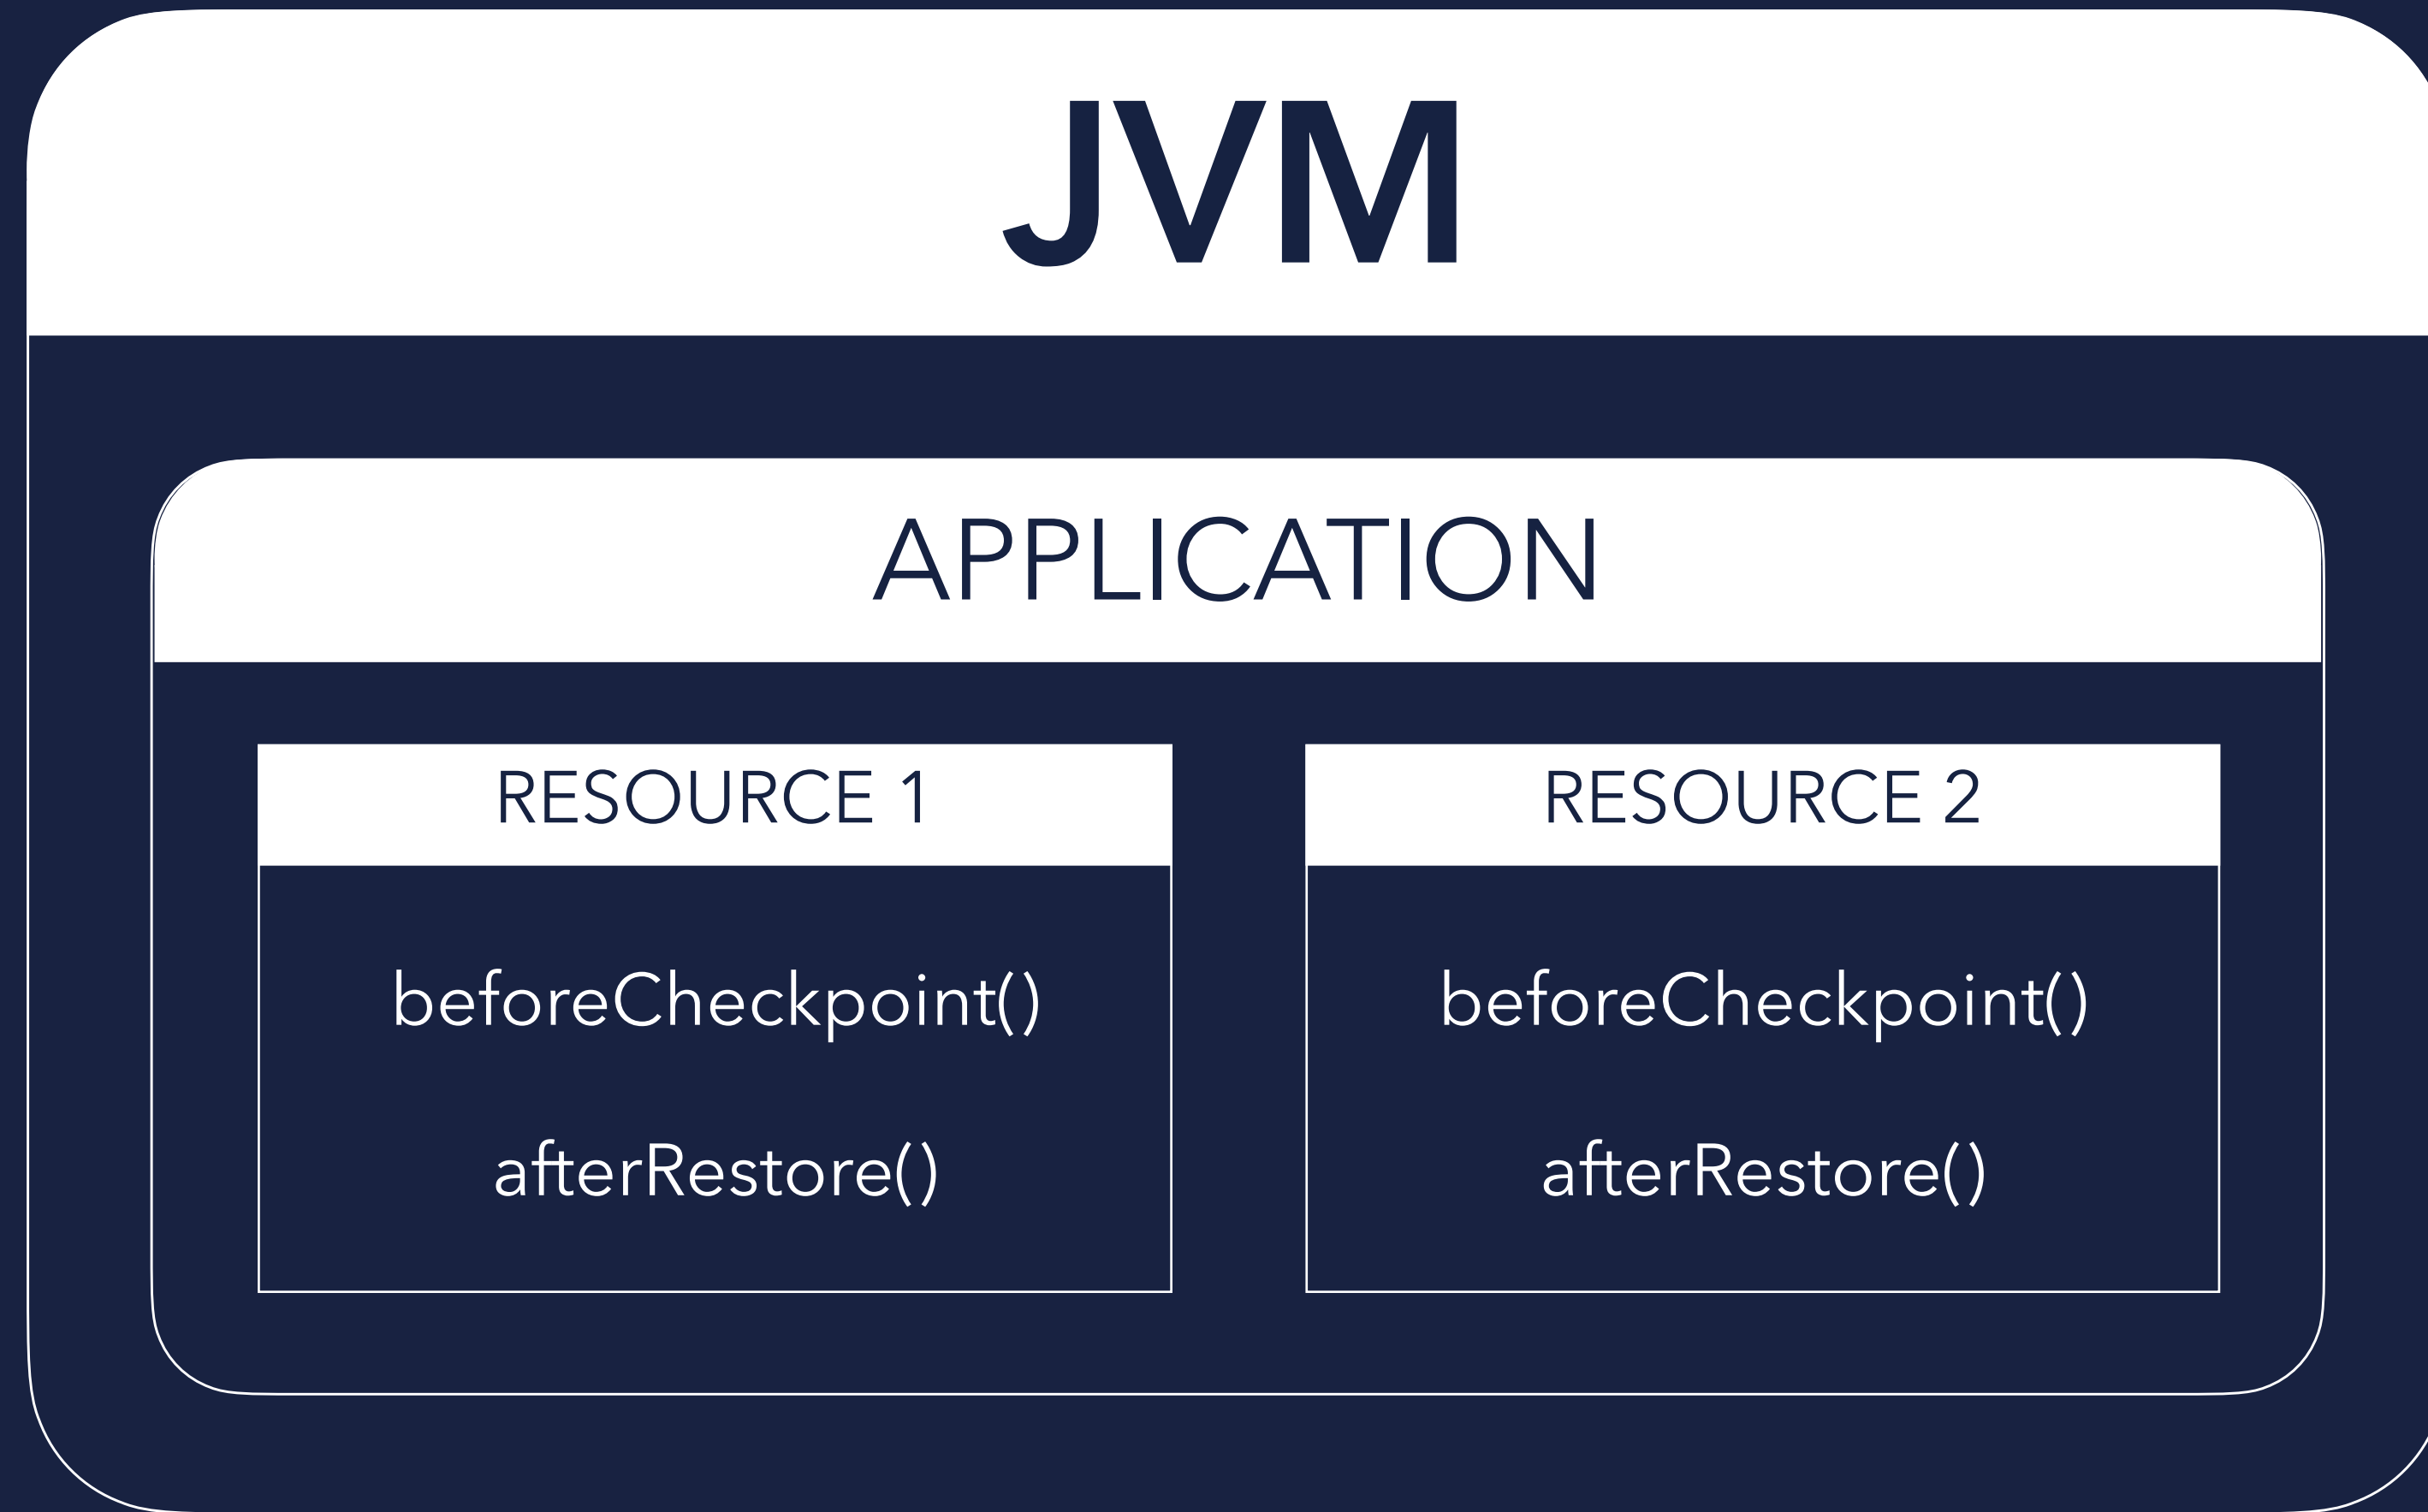 JVM
APPLICATION
RESOURCE 1
beforeCheckpoint()
afterRestore()
RESOURCE 2
beforeCheckpoint()
afterRestore()